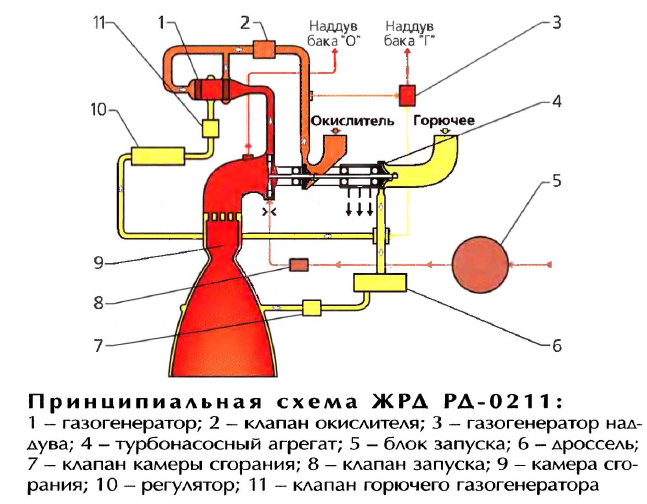 11
1
2
Наддув
бака "О"
Наддув
бака "Г"
3
10
Окислитель
Горючее
4
5
9
8
7
6
Принципиальная схема ЖРД РД-0211:
1 – газогенератор; 2 – клапан окислителя; 3 – газогенератор над-
дува; 4 – турбонасосный агрегат; 5 – блок запуска; 6 – дроссель;
7 – клапан камеры сгорания; 8 – клапан запуска; 9 – камера сго-
рания; 10 – регулятор; 11 – клапан горючего газогенератора